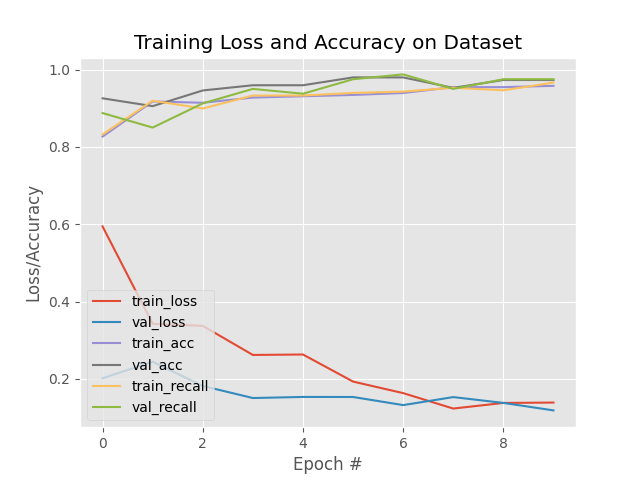 Training Loss and Accuracy on Dataset
Loss/Accuracy
1.0
0.8
0.6
0.4
0.2
train_loss
val_loss
train_acc
val_acc
train_recall
val_recall
0 2 4 6 8
Epoch #